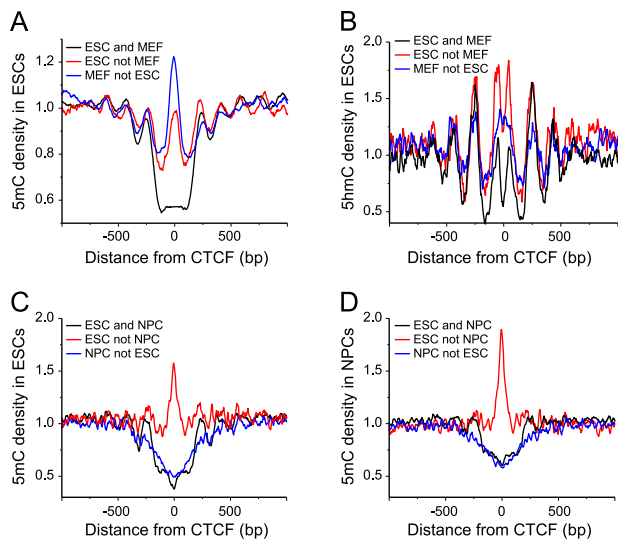 A
ESC and MEF
ESC not MEF
MEF not ESC
5mC density in ESCs
1.2
1.0
0.8
0.6
-500
0
500
Distance from CTCF (bp)
B
ESC and MEF
ESC not MEF
MEF not ESC
5hmC density in ESCs
2.0
1.5
1.0
0.5
-500
0
500
Distance from CTCF (bp)
C
ESC and NPC
ESC not NPC
NPC not ESC
5mC density in ESCs
2.0
1.5
1.0
0.5
-500
0
500
Distance from CTCF (bp)
D
ESC and NPC
ESC not NPC
NPC not ESC
5mC density in NPCs
2.0
1.5
1.0
0.5
-500
0
500
Distance from CTCF (bp)